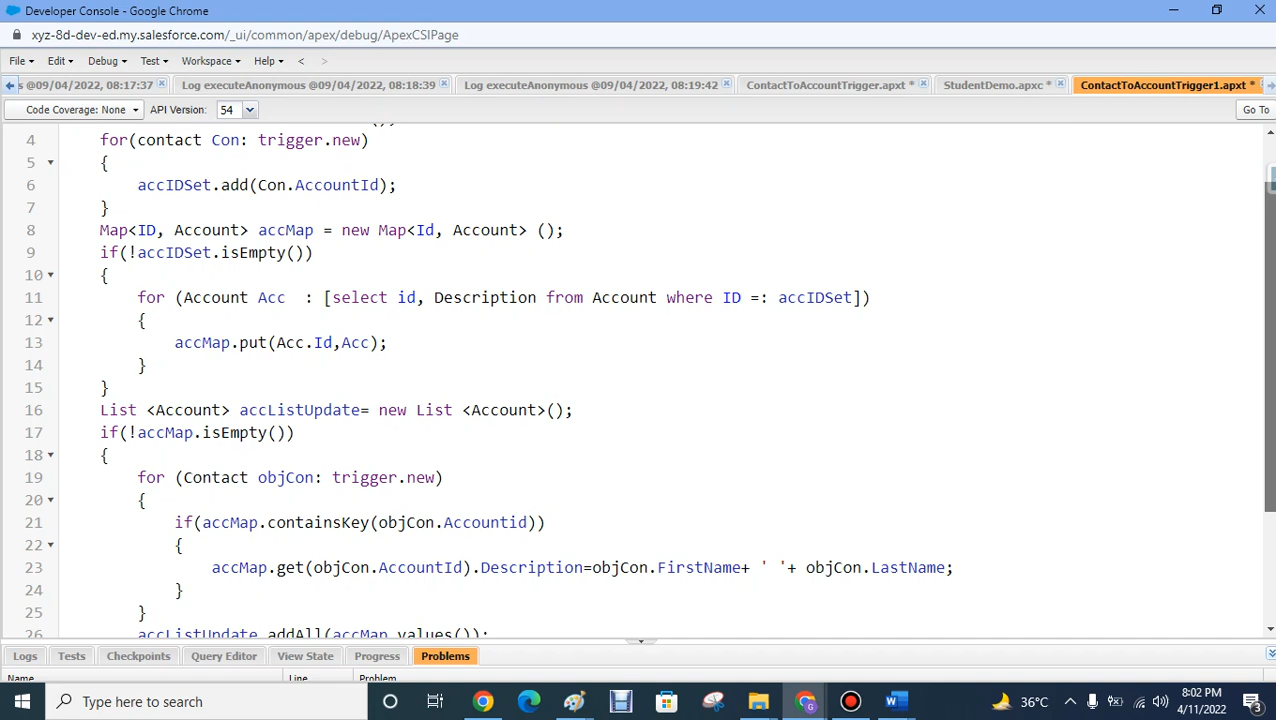 Developer Console - Google Chrome
xyz-8d-dev-ed.my.salesforce.com/_ui/common/apex/debug/ApexCSIPage
File Edit Debug Test Workspace Help < >
s @09/04/2022, 08:17:37 Log executeAnonymous @09/04/2022, 08:18:39 Log executeAnonymous @09/04/2022, 08:19:42 ContactToAccountTrigger.apxt * StudentDemo.apxc * ContactToAccountTrigger1.apxt *
Code Coverage: None API Version: 54 Go To
4 for(contact Con: trigger.new)
5 {
6 accIDSet.add(Con.AccountId);
7 }
8 Map<ID, Account> accMap = new Map<Id, Account> ();
9 if(!accIDSet.isEmpty())
10 {
11 for (Account Acc : [select id, Description from Account where ID =: accIDSet])
12 {
13 accMap.put(Acc.Id,Acc);
14 }
15 }
16 List <Account> accListUpdate= new List <Account>();
17 if(!accMap.isEmpty())
18 {
19 for (Contact objCon: trigger.new)
20 {
21 if(accMap.containsKey(objCon.Accountid))
22 {
23 accMap.get(objCon.AccountId).Description=objCon.FirstName+ ' '+ objCon.LastName;
24 }
25 }
26 accListUpdate.addAll(accMap.values());
Logs Tests Checkpoints Query Editor View State Progress Problems
Name Line Problem
Type here to search
36°C
8:02 PM
4/11/2022
3